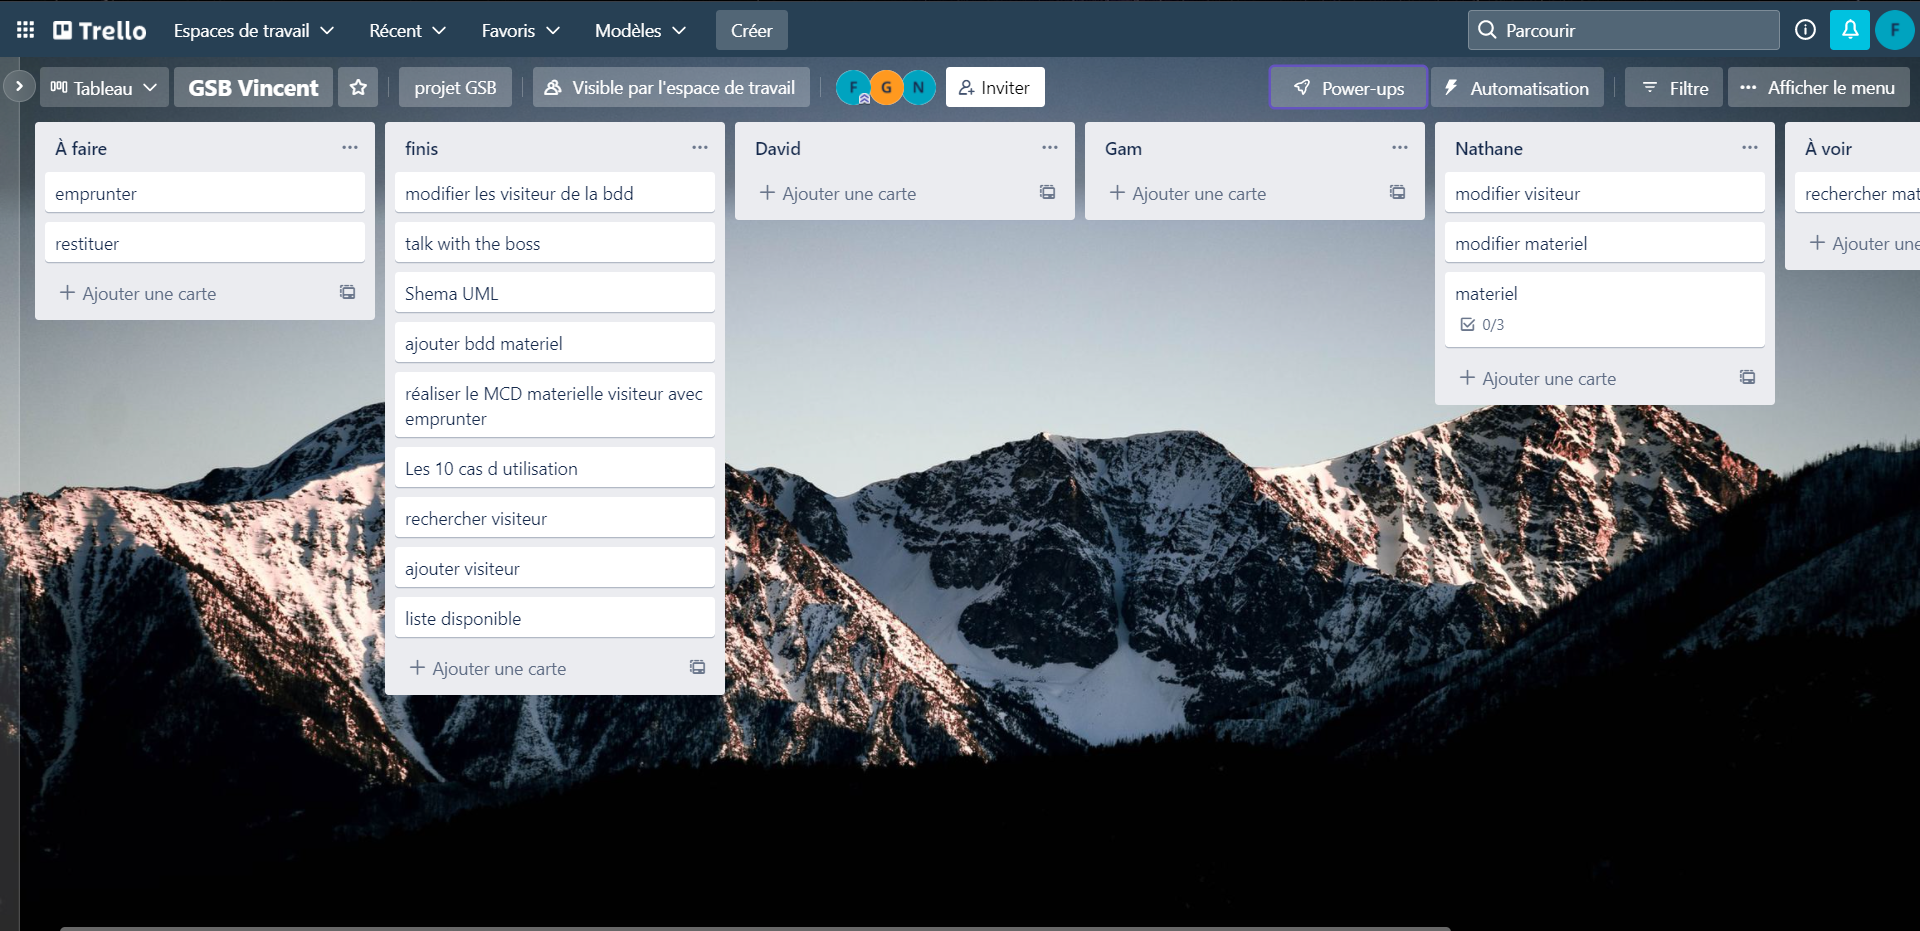 Trello
Espaces de travail
Récent
Favoris
Modèles
Créer
Parcourir
F
Tableau
GSB Vincent
projet GSB
Visible par l'espace de travail
F
G
N
Inviter
Power-ups
Automatisation
Filtre
Afficher le menu
À faire
emprunter
restituer
Ajouter une carte
finis
modifier les visiteur de la bdd
talk with the boss
Shema UML
ajouter bdd materiel
réaliser le MCD materielle visiteur avec
emprunter
Les 10 cas d utilisation
rechercher visiteur
ajouter visiteur
liste disponible
Ajouter une carte
David
Ajouter une carte
Gam
Ajouter une carte
Nathane
modifier visiteur
modifier materiel
materiel
0/3
Ajouter une carte
À voir
rechercher mat
Ajouter une